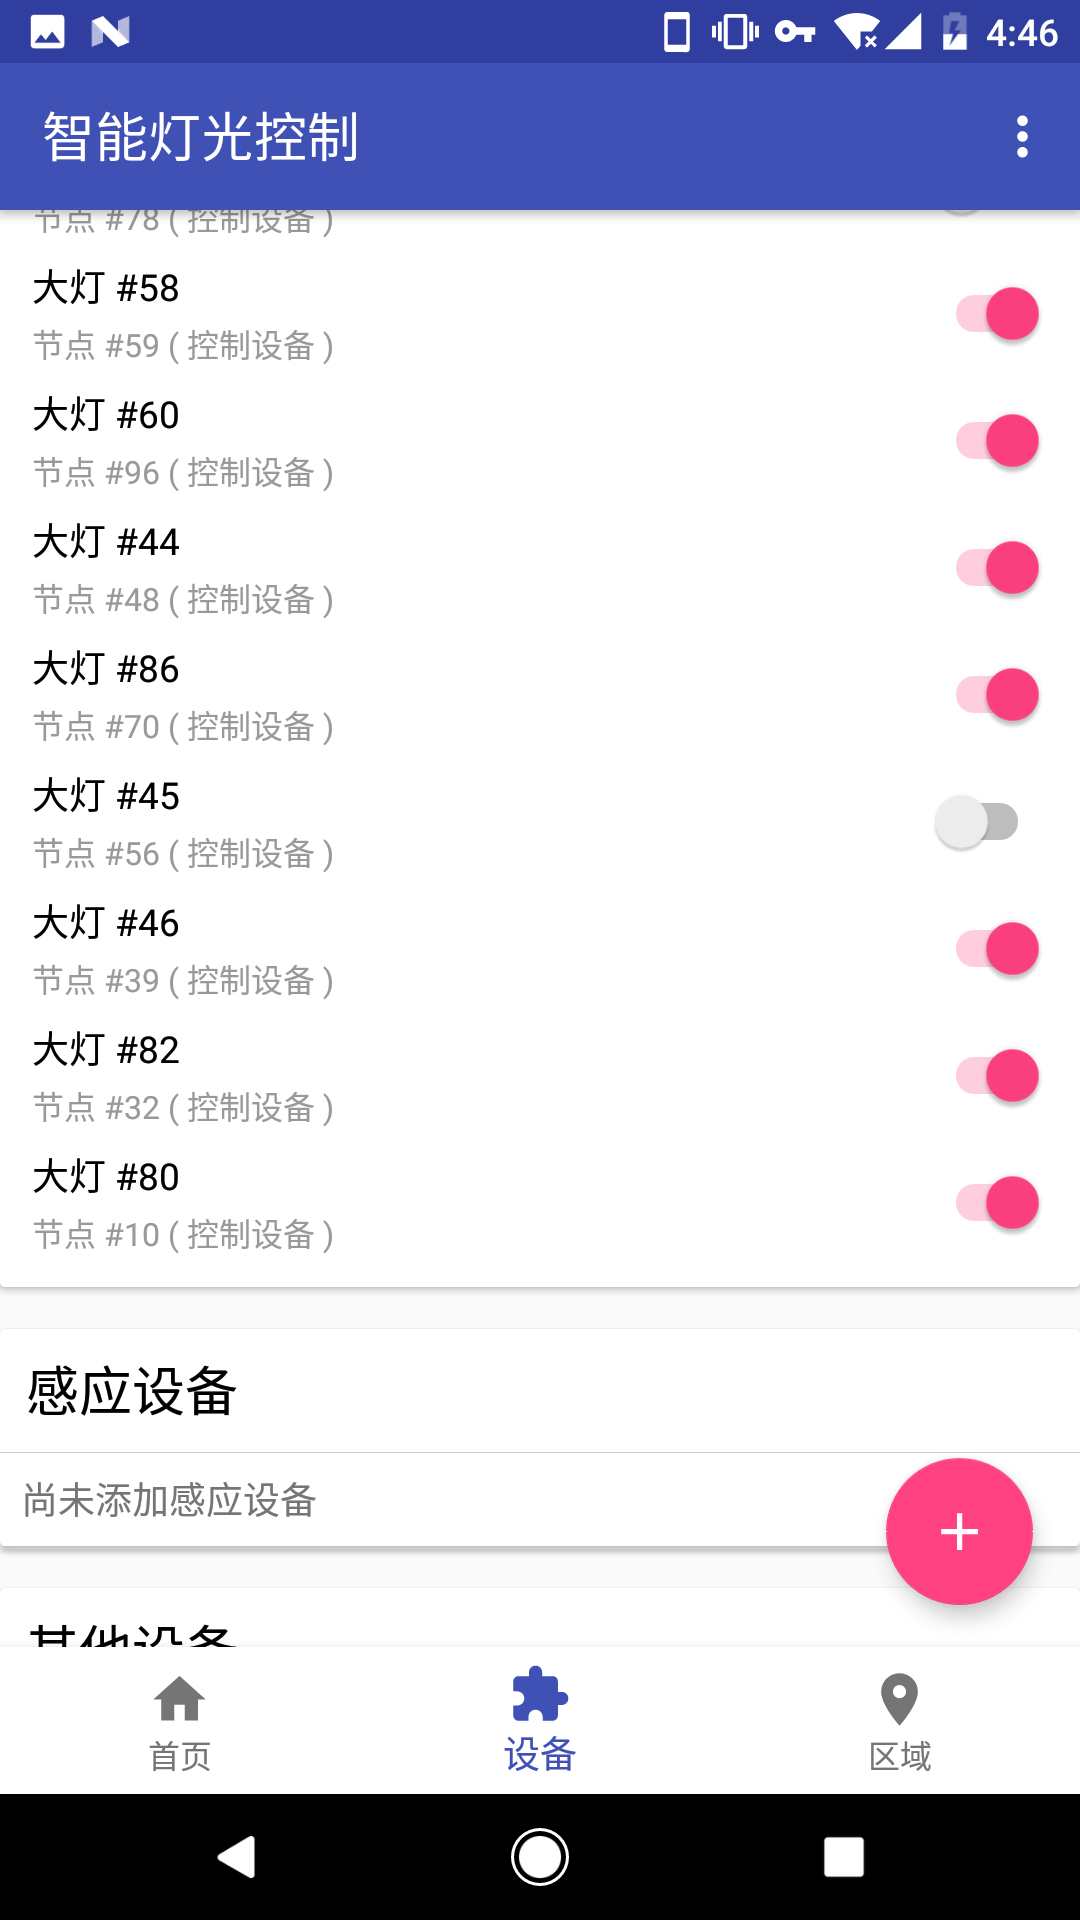 4:46
智能灯光控制
节点 #78 ( 控制设备 )
大灯 #58
节点 #59 ( 控制设备 )
大灯 #60
节点 #96 ( 控制设备 )
大灯 #44
节点 #48 ( 控制设备 )
大灯 #86
节点 #70 ( 控制设备 )
大灯 #45
节点 #56 ( 控制设备 )
大灯 #46
节点 #39 ( 控制设备 )
大灯 #82
节点 #32 ( 控制设备 )
大灯 #80
节点 #10 ( 控制设备 )
感应设备
尚未添加感应设备
其他设备
首页
设备
区域